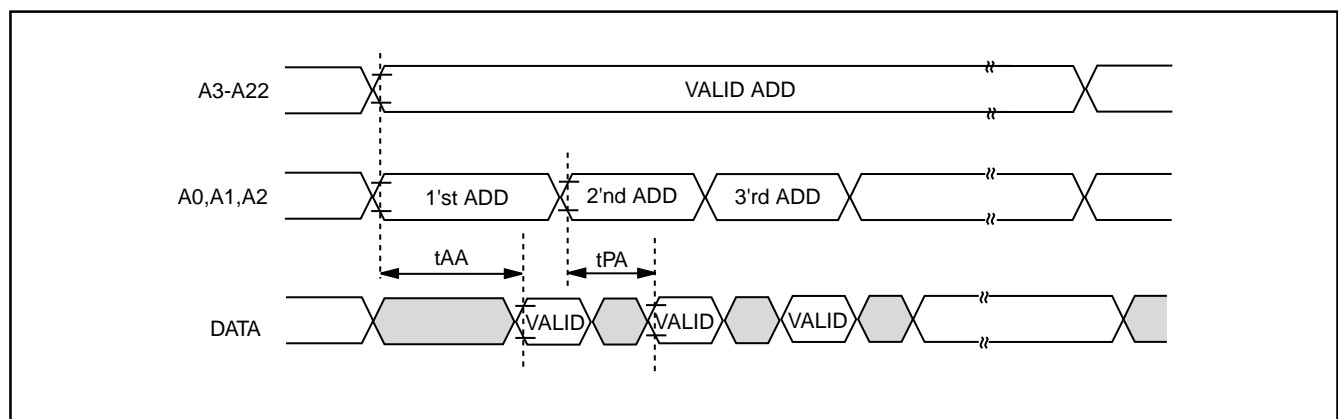 A3-A22
VALID ADD
A0,A1,A2
1'st ADD
2'nd ADD
3'rd ADD
tAA
tPA
DATA
VALID
VALID
VALID